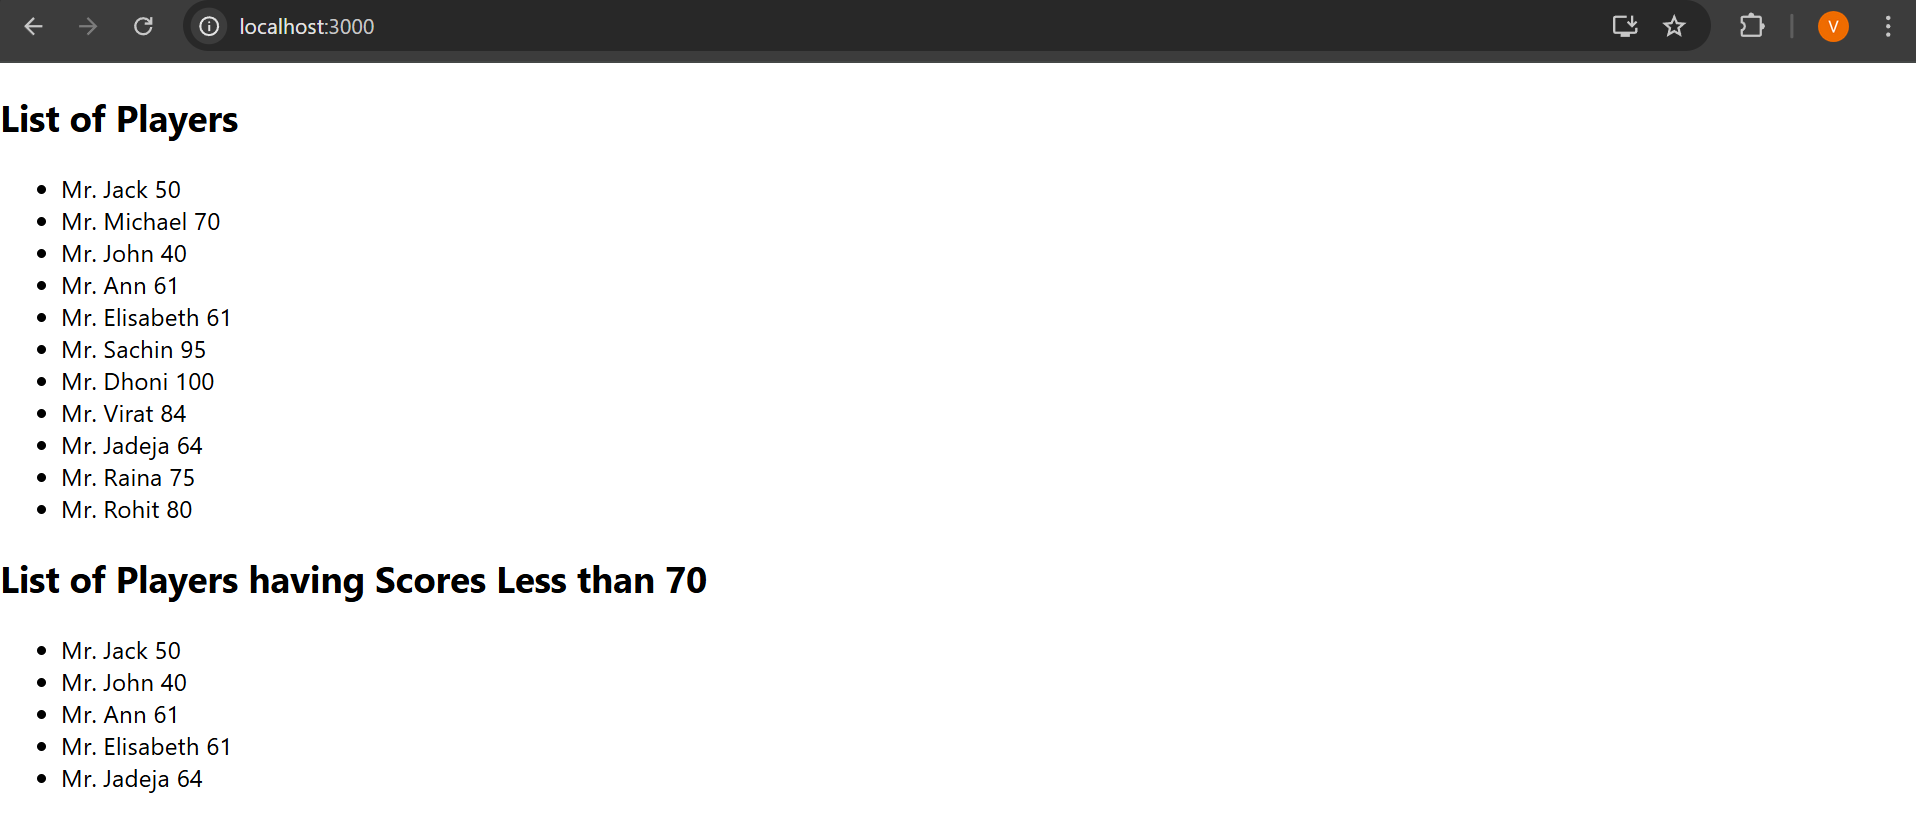 localhost:3000
V
List of Players
Mr. Jack 50
Mr. Michael 70
Mr. John 40
Mr. Ann 61
Mr. Elisabeth 61
Mr. Sachin 95
Mr. Dhoni 100
Mr. Virat 84
Mr. Jadeja 64
Mr. Raina 75
Mr. Rohit 80
List of Players having Scores Less than 70
Mr. Jack 50
Mr. John 40
Mr. Ann 61
Mr. Elisabeth 61
Mr. Jadeja 64